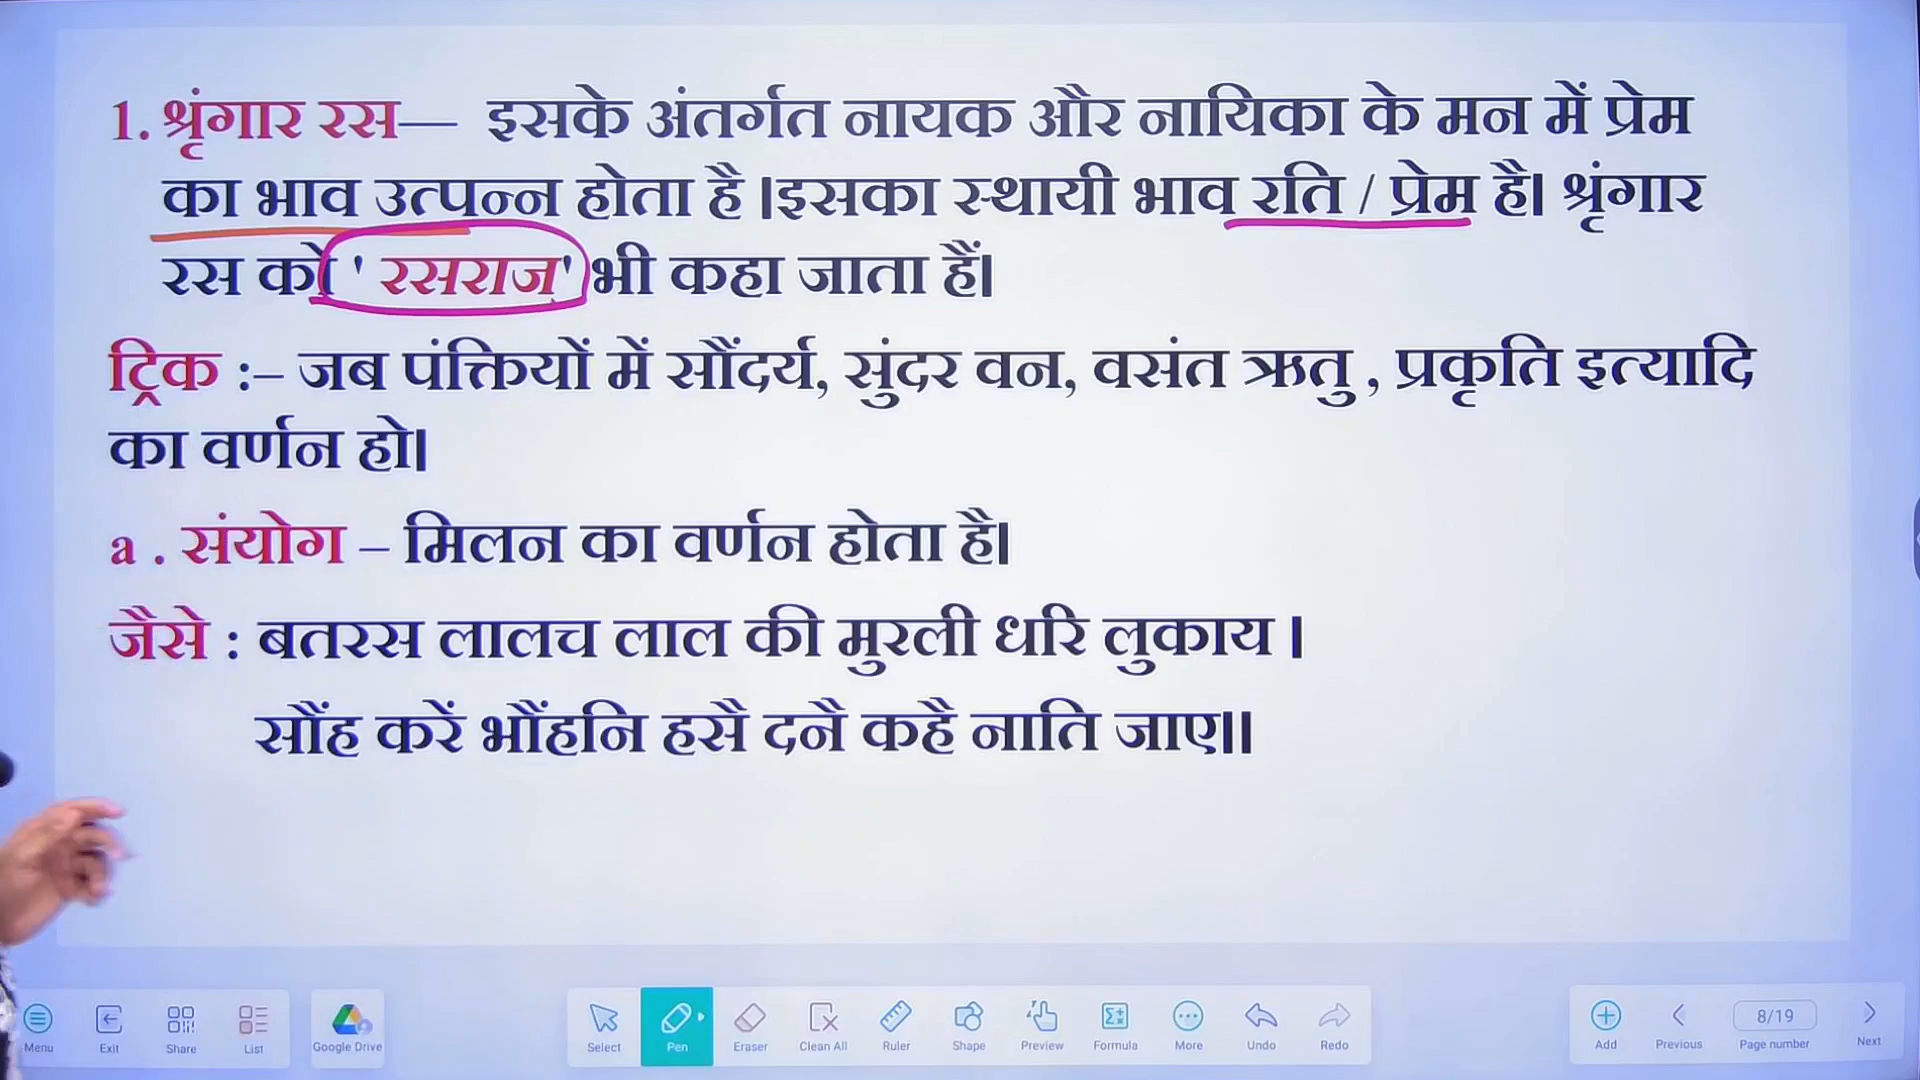 1. श्रृंगार रस— इसके अंतर्गत नायक और नायिका के मन में प्रेम
का भाव उत्पन्न होता है ।इसका स्थायी भाव रति / प्रेम है। श्रृंगार
रस को ' रसराज' भी कहा जाता हैं।
ट्रिक :– जब पंक्तियों में सौंदर्य, सुंदर वन, वसंत ऋतु , प्रकृति इत्यादि
का वर्णन हो।
a . संयोग – मिलन का वर्णन होता है।
जैसे : बतरस लालच लाल की मुरली धरि लुकाय ।
सौंह करें भौंहनि हसै दनै कहै नाति जाए॥
Menu Exit Share List Google Drive Select Pen Eraser Clean All Ruler Shape Preview Formula More Undo Redo Add Previous 8/19 Page number Next